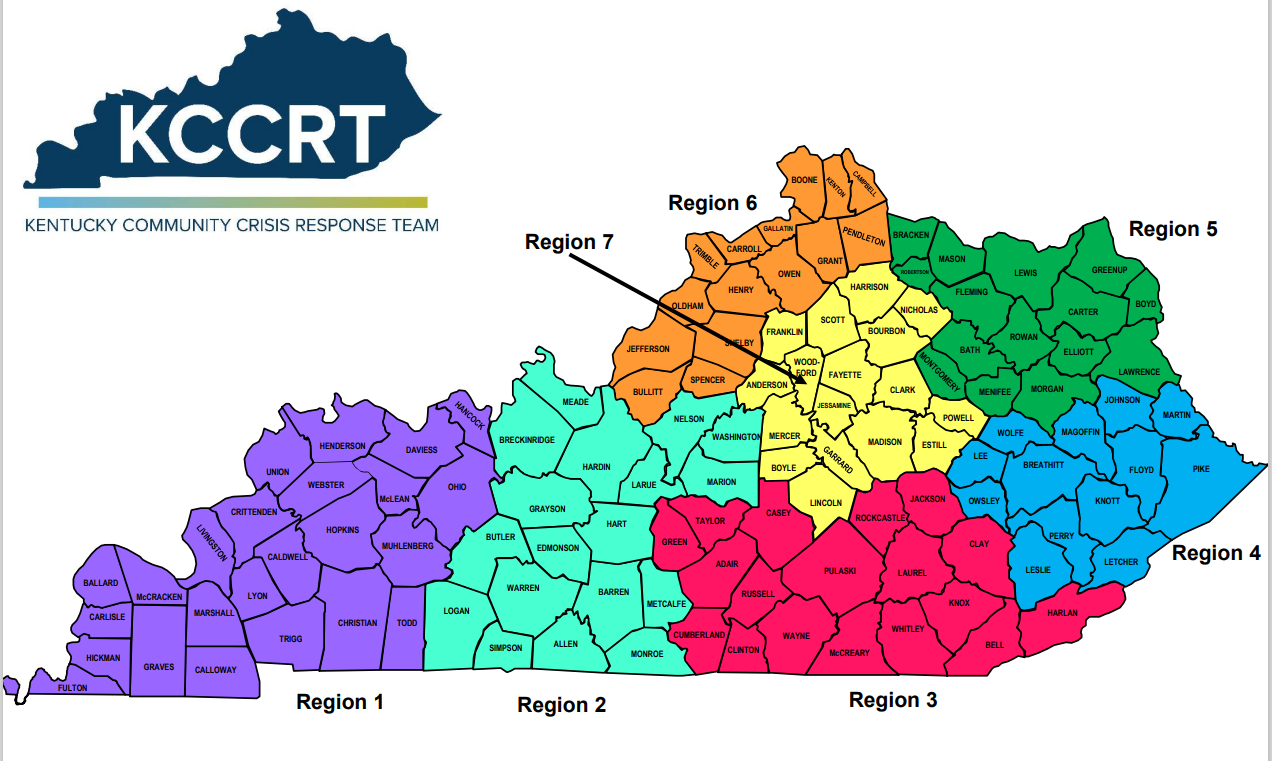 KCCRT
KENTUCKY COMMUNITY CRISIS RESPONSE TEAM
Region 6
Region 7
Region 5
Region 4
Region 1
Region 2
Region 3
BOONE
KENTON
CAMPBELL
GALLATIN
CARROLL
TRIMBLE
PENDLETON
GRANT
OWEN
HENRY
OLDHAM
SHELBY
JEFFERSON
SPENCER
BULLITT
BRACKEN
MASON
ROBERTSON
LEWIS
GREENUP
FLEMING
BOYD
CARTER
ROWAN
BATH
ELLIOTT
MONTGOMERY
LAWRENCE
MENIFEE
MORGAN
HARRISON
NICHOLAS
SCOTT
FRANKLIN
BOURBON
WOOD-
FORD
FAYETTE
ANDERSON
CLARK
JESSAMINE
POWELL
MERCER
MADISON
ESTILL
GARRARD
BOYLE
LINCOLN
JOHNSON
MARTIN
WOLFE
MAGOFFIN
LEE
BREATHITT
FLOYD
PIKE
OWSLEY
KNOTT
PERRY
LESLIE
LETCHER
JACKSON
CASEY
ROCKCASTLE
TAYLOR
GREEN
CLAY
ADAIR
PULASKI
LAUREL
RUSSELL
KNOX
HARLAN
WHITLEY
CUMBERLAND
WAYNE
BELL
CLINTON
McCREARY
MEADE
NELSON
BRECKINRIDGE
WASHINGTON
HARDIN
LARUE
MARION
GRAYSON
HART
BUTLER
EDMONSON
WARREN
BARREN
METCALFE
LOGAN
SIMPSON
ALLEN
MONROE
HANCOCK
HENDERSON
DAVIESS
UNION
WEBSTER
OHIO
McLEAN
CRITTENDEN
HOPKINS
LIVINGSTON
MUHLENBERG
CALDWELL
BALLARD
McCRACKEN
LYON
CARLISLE
MARSHALL
CHRISTIAN
TODD
TRIGG
HICKMAN
GRAVES
CALLOWAY
FULTON